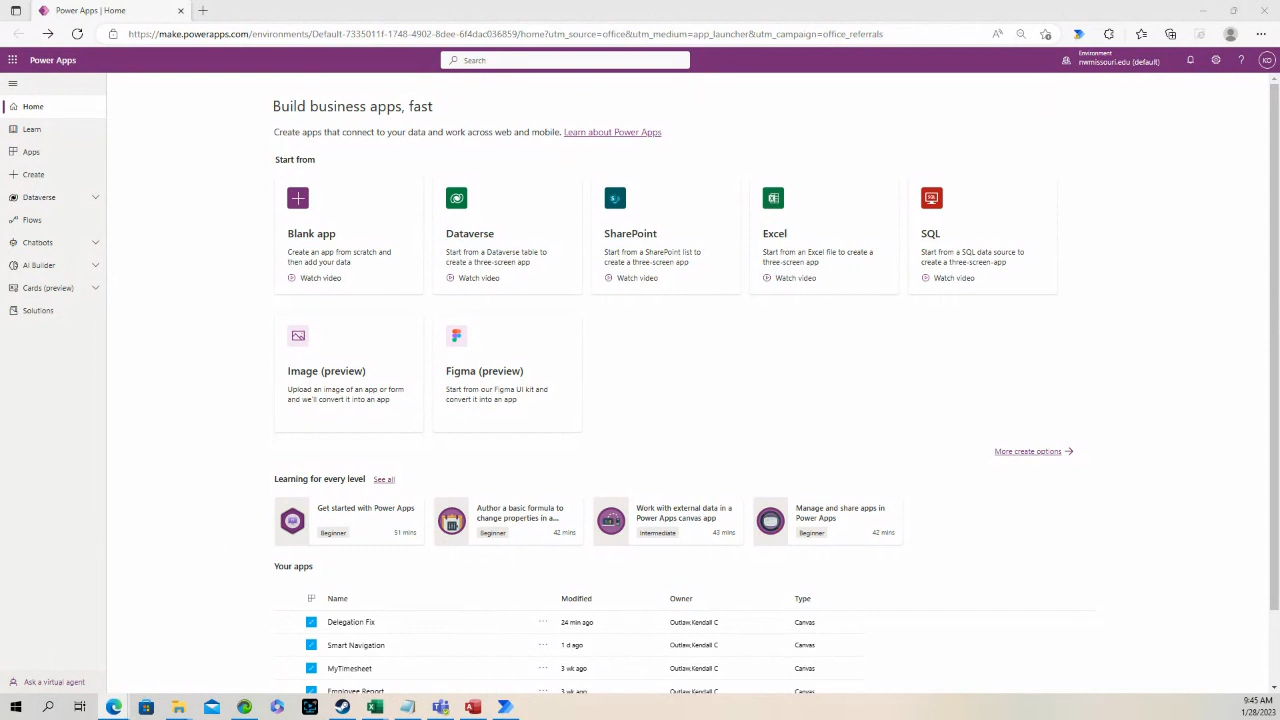 Power Apps | Home
https://make.powerapps.com/environments/Default-7335011f-1748-4902-8dee-6f4dac036859/home?utm_source=office&utm_medium=app_launcher&utm_campaign=office_referrals
Power Apps
Search
Environment
nwmissouri.edu (default)
KO
Home
Learn
Apps
Create
Dataverse
Flows
Chatbots
AI Builder
Cards (preview)
Solutions
Ask a virtual agent
Build business apps, fast
Create apps that connect to your data and work across web and mobile. Learn about Power Apps
Start from
Blank app
Create an app from scratch and
then add your data
Watch video
Dataverse
Start from a Dataverse table to
create a three-screen app
Watch video
SharePoint
Start from a SharePoint list to
create a three-screen app
Watch video
Excel
Start from an Excel file to create a
three-screen app
Watch video
SQL
Start from a SQL data source to
create a three-screen-app
Watch video
Image (preview)
Upload an image of an app or form
and we'll convert it into an app
Figma (preview)
Start from our Figma UI kit and
convert it into an app
More create options
Learning for every level See all
Get started with Power Apps
Beginner 51 mins
Author a basic formula to
change properties in a...
Beginner 42 mins
Work with external data in a
Power Apps canvas app
Intermediate 43 mins
Manage and share apps in
Power Apps
Beginner 42 mins
Your apps
Name Modified Owner Type
Delegation Fix ... 24 min ago Outlaw,Kendall C Canvas
Smart Navigation ... 1 d ago Outlaw,Kendall C Canvas
MyTimesheet ... 3 wk ago Outlaw,Kendall C Canvas
Employee Report ... 3 wk ago Outlaw,Kendall C Canvas
9:45 AM
1/28/2023